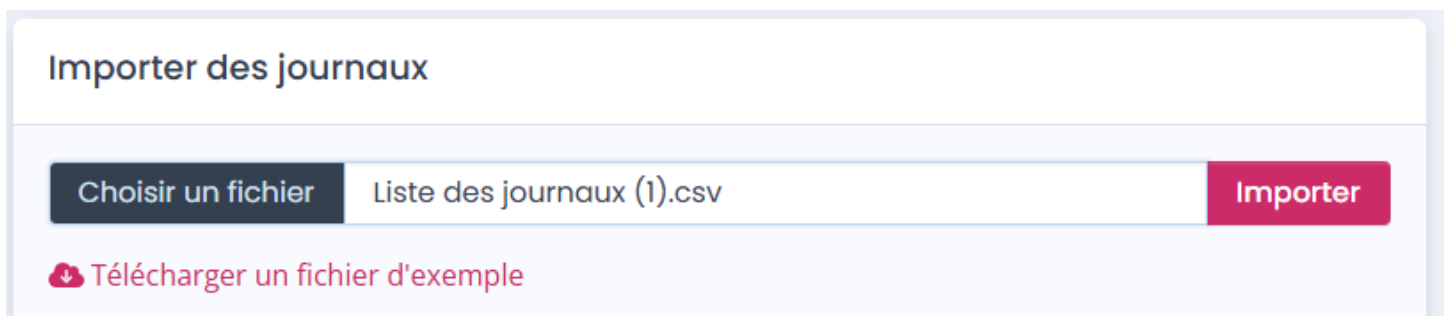 Importer des journaux
Choisir un fichier Liste des journaux (1).csv Importer
Télécharger un fichier d'exemple